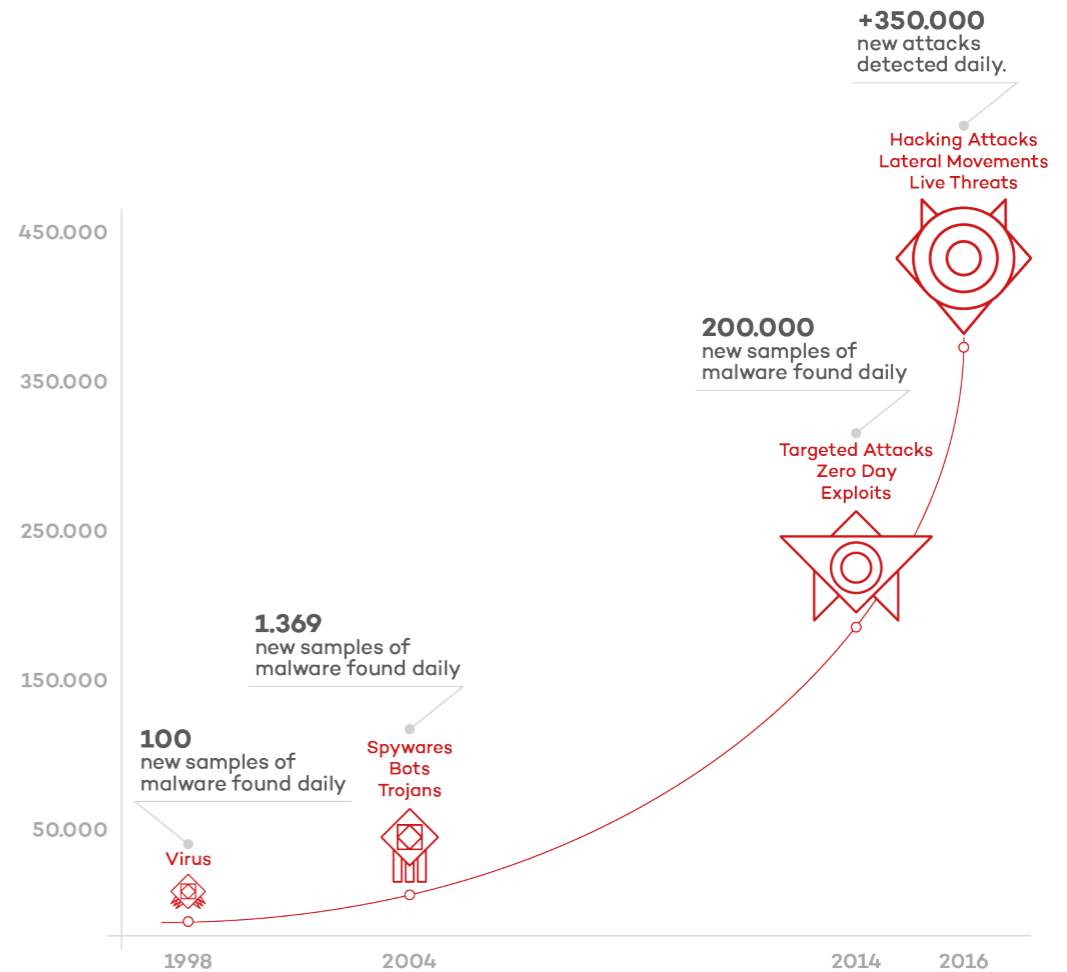 +350.000
new attacks
detected daily.
Hacking Attacks
Lateral Movements
Live Threats
450.000
200.000
new samples of
malware found daily
350.000
Targeted Attacks
Zero Day
Exploits
250.000
1.369
new samples of
malware found daily
150.000
100
new samples of
malware found daily
Spywares
Bots
Trojans
50.000
Virus
1998
2004
2014
2016